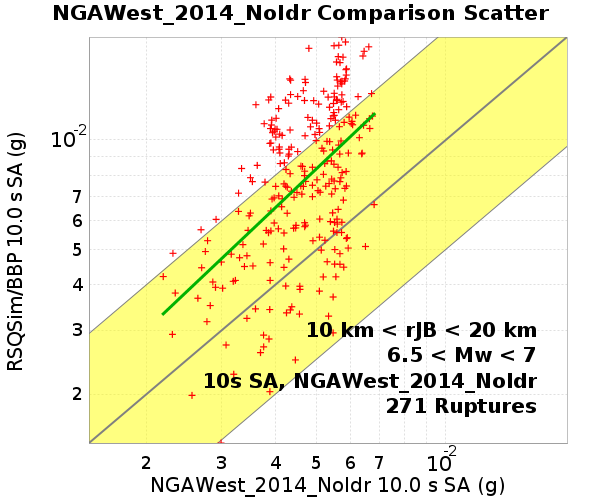 NGAWest_2014_NoIdr Comparison Scatter
RSQSim/BBP 10.0 s SA (g)
10-2
7
6
5
4
3
2
10 km < rJB < 20 km
6.5 < Mw < 7
10s SA, NGAWest_2014_NoIdr
271 Ruptures
2 3 4 5 6 7 10-2
NGAWest_2014_NoIdr 10.0 s SA (g)